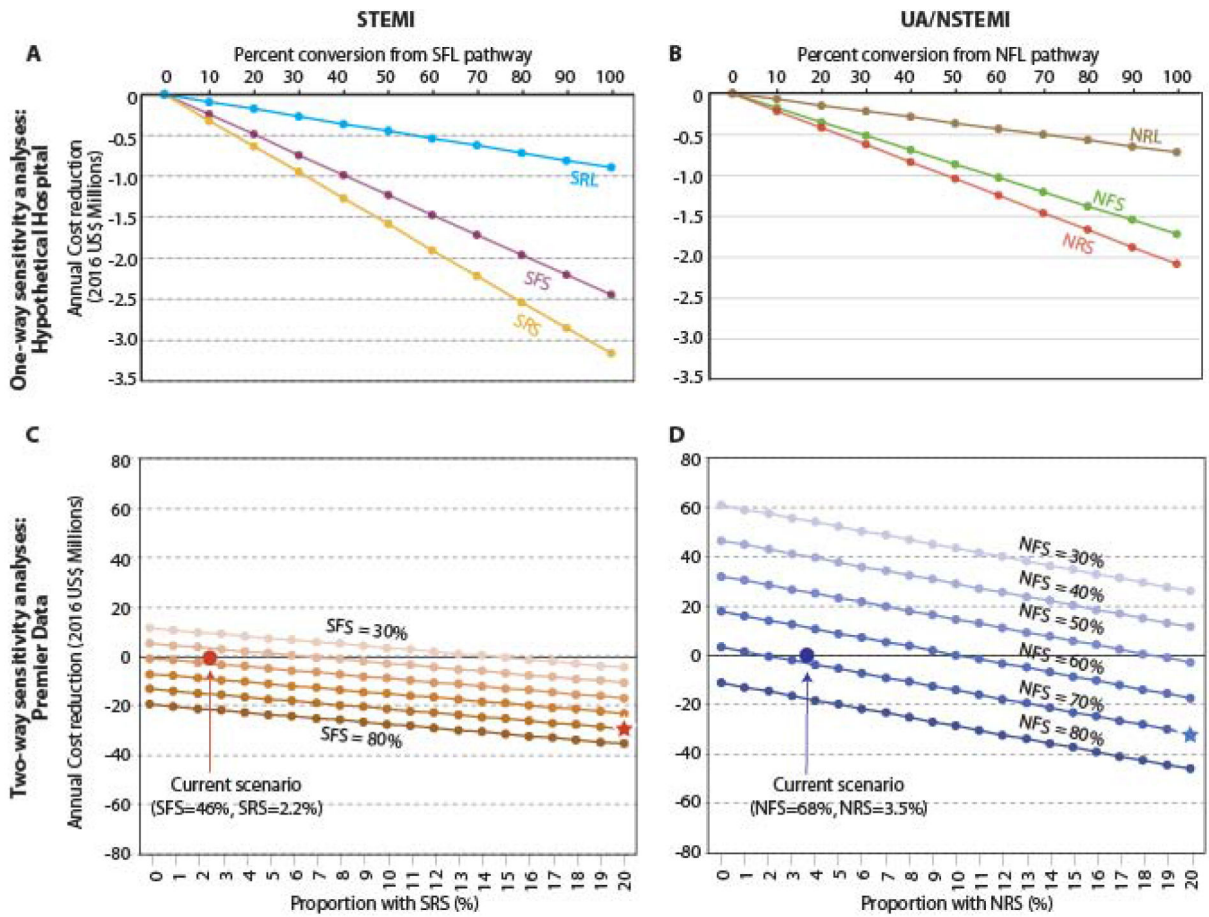 STEMI
UA/NSTEMI
A
Percent conversion from SFL pathway
0 10 20 30 40 50 60 70 80 90 100
B
Percent conversion from NFL pathway
0 10 20 30 40 50 60 70 80 90 100
One-way sensitivity analyses:
Hypothetical Hospital
Annual Cost reduction
(2016 US$ Millions)
0
-0.5
-1.0
-1.5
-2.0
-2.5
-3.0
-3.5
SRL
SFS
SRS
0
-0.5
-1.0
-1.5
-2.0
-2.5
-3.0
-3.5
NRL
NFS
NRS
C
D
Two-way sensitivity analyses:
Premier Data
Annual Cost reduction (2016 US$ Millions)
80
60
40
20
0
-20
-40
-60
-80
SFS = 30%
SFS = 80%
Current scenario
(SFS=46%, SRS=2.2%)
0 1 2 3 4 5 6 7 8 9 10 11 12 13 14 15 16 17 18 19 20
Proportion with SRS (%)
80
60
40
20
0
-20
-40
-60
-80
NFS = 30%
NFS = 40%
NFS = 50%
NFS = 60%
NFS = 70%
NFS = 80%
Current scenario
(NFS=68%, NRS=3.5%)
0 1 2 3 4 5 6 7 8 9 10 11 12 13 14 15 16 17 18 19 20
Proportion with NRS (%)